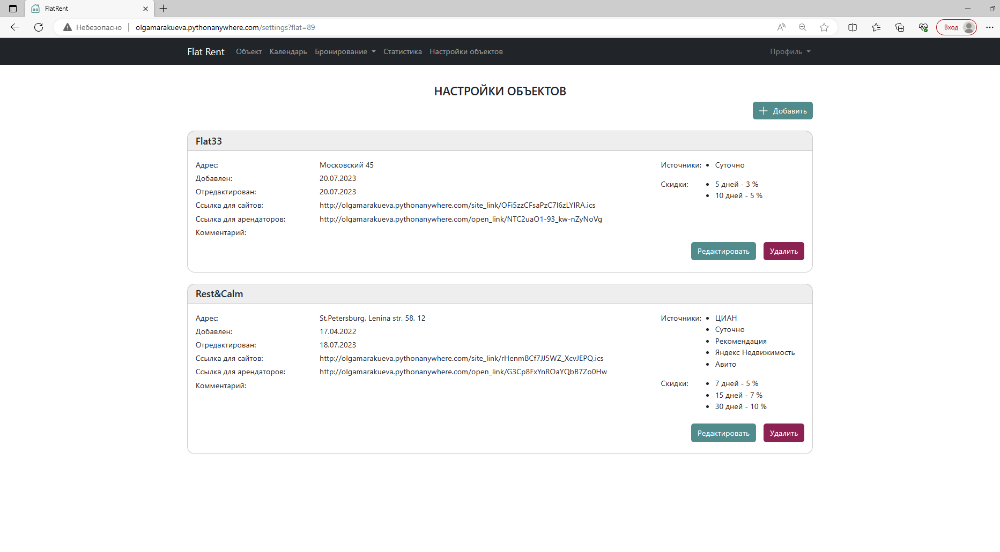 FlatRent
Небезопасно
olgamarakueva.pythonanywhere.com/settings?flat=89
Вход
Flat Rent Объект Календарь Бронирование Статистика Настройки объектов Профиль
НАСТРОЙКИ ОБЪЕКТОВ
Добавить
Flat33
Адрес: Московский 45
Добавлен: 20.07.2023
Отредактирован: 20.07.2023
Ссылка для сайтов: http://olgamarakueva.pythonanywhere.com/site_link/OFi5zzCFsaPzC7I6zLYIRA.ics
Ссылка для арендаторов: http://olgamarakueva.pythonanywhere.com/open_link/NTC2uaO1-93_kw-nZyNoVg
Комментарий:
Источники: • Суточно
Скидки: • 5 дней - 3 %
• 10 дней - 5 %
Редактировать Удалить
Rest&Calm
Адрес: St.Petersburg, Lenina str, 58, 12
Добавлен: 17.04.2022
Отредактирован: 18.07.2023
Ссылка для сайтов: http://olgamarakueva.pythonanywhere.com/site_link/rHenmBCf7JJ5WZ_XcvJEPQ.ics
Ссылка для арендаторов: http://olgamarakueva.pythonanywhere.com/open_link/G3Cp8FxYnROaYQbB7Zo0Hw
Комментарий:
Источники: • ЦИАН
• Суточно
• Рекомендация
• Яндекс Недвижимость
• Авито
Скидки: • 7 дней - 5 %
• 15 дней - 7 %
• 30 дней - 10 %
Редактировать Удалить